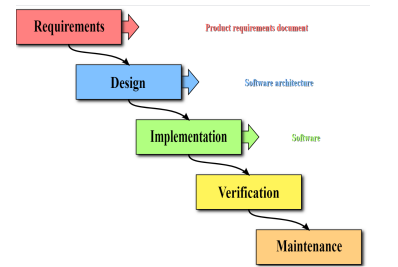 Requirements
Product requirements document
Design
Software architecture
Implementation
Software
Verification
Maintenance